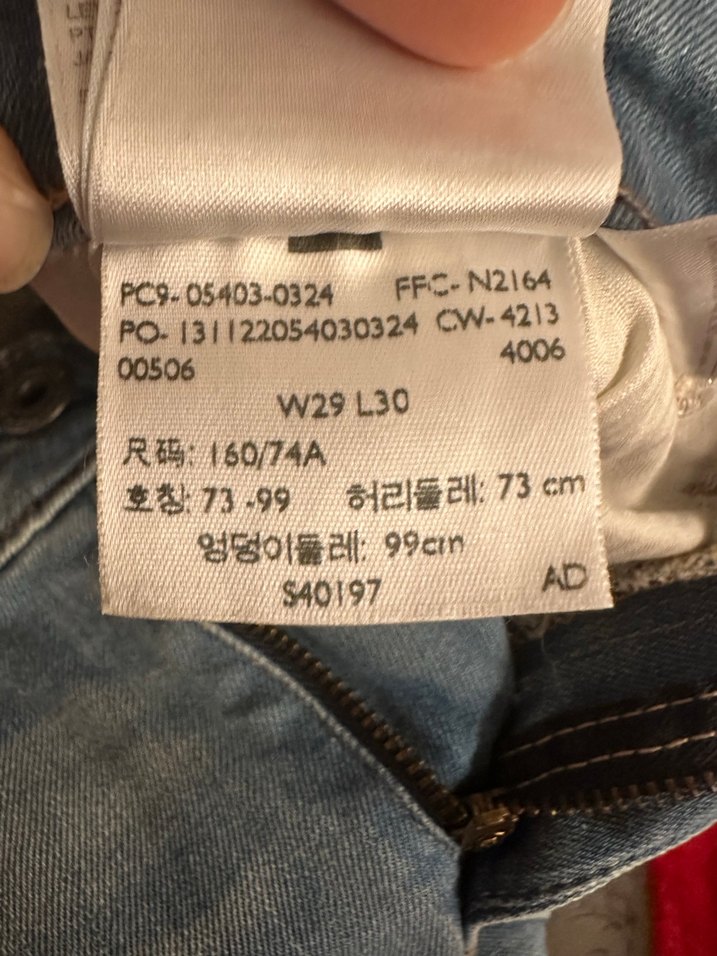 PC9- 05403-0324 FFC- N2164
PO- 131122054030324 CW- 4213
00506 4006
W29 L30
尺码: 160/74A
호칭: 73 -99 허리둘레: 73 cm
엉덩이둘레: 99cm
S40197 AD